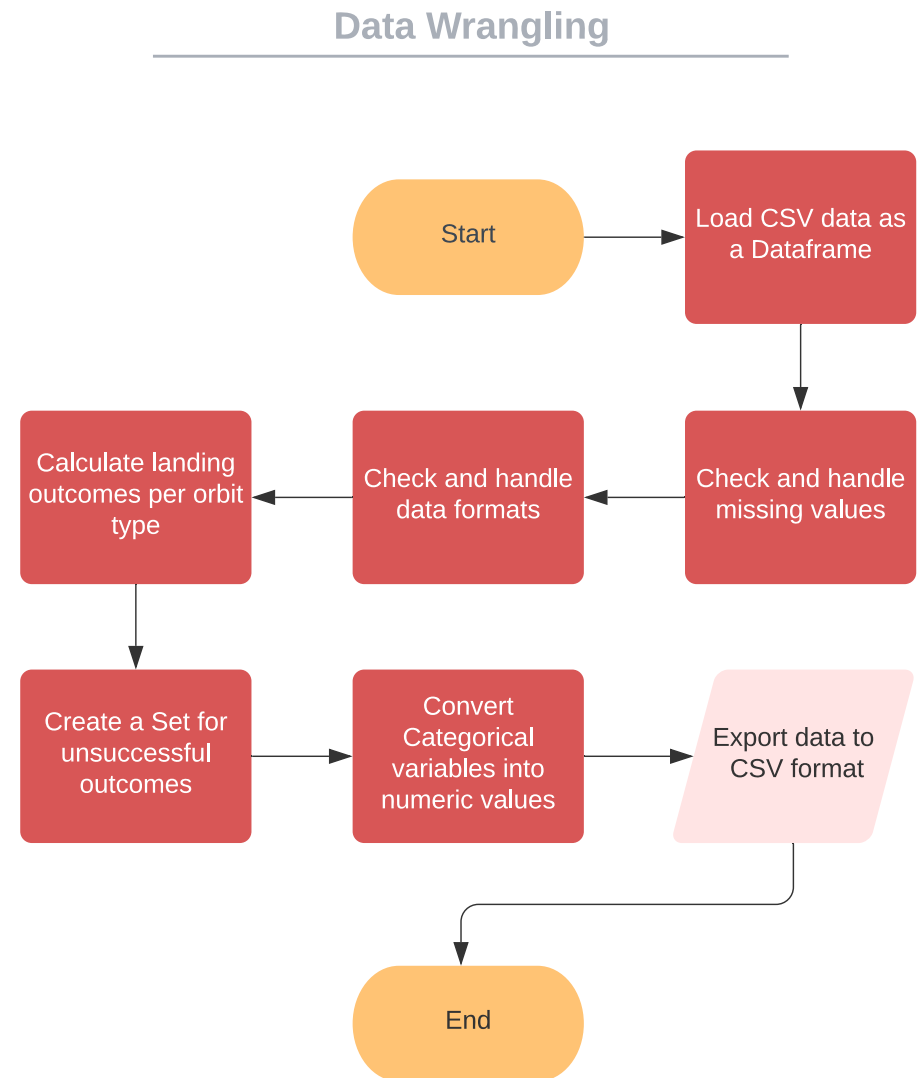 Data Wrangling
Start
Load CSV data as
a Dataframe
Check and handle
missing values
Check and handle
data formats
Calculate landing
outcomes per orbit
type
Create a Set for
unsuccessful
outcomes
Convert
Categorical
variables into
numeric values
Export data to
CSV format
End